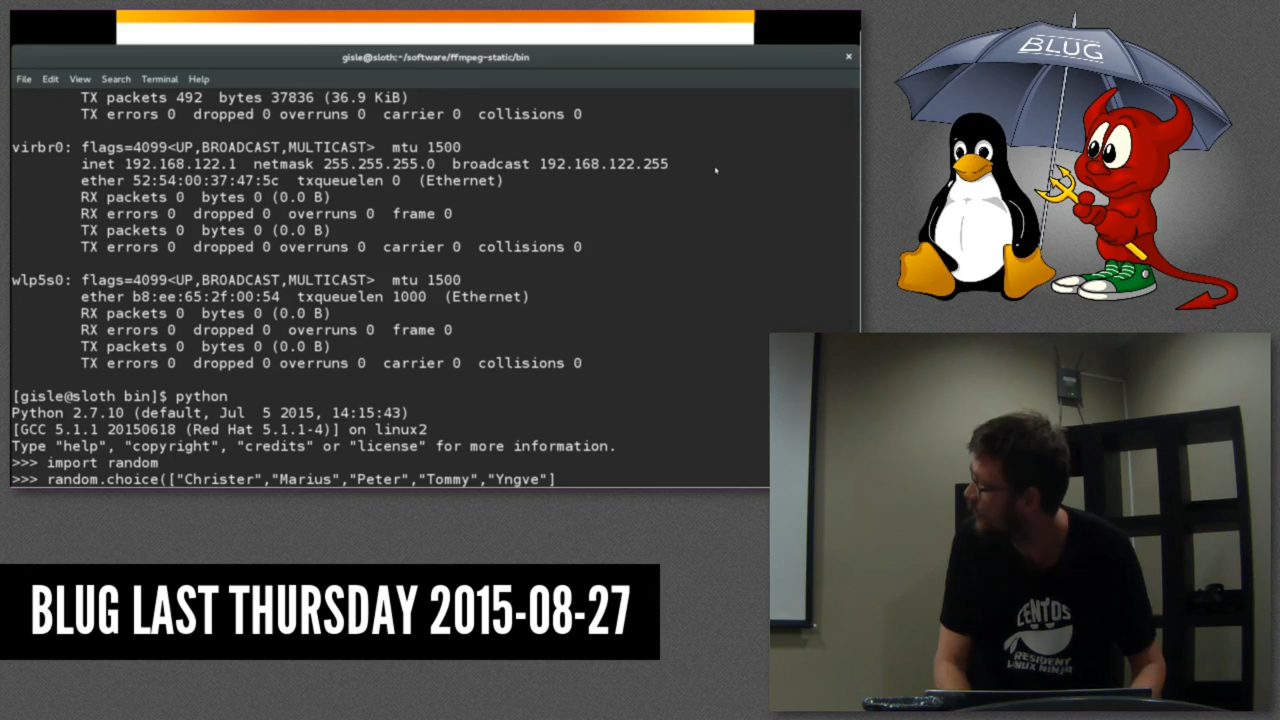 gisle@sloth:~/software/ffmpeg-static/bin
File Edit View Search Terminal Help
TX packets 492 bytes 37836 (36.9 KiB)
TX errors 0 dropped 0 overruns 0 carrier 0 collisions 0
virbr0: flags=4099<UP,BROADCAST,MULTICAST> mtu 1500
inet 192.168.122.1 netmask 255.255.255.0 broadcast 192.168.122.255
ether 52:54:00:37:47:5c txqueuelen 0 (Ethernet)
RX packets 0 bytes 0 (0.0 B)
RX errors 0 dropped 0 overruns 0 frame 0
TX packets 0 bytes 0 (0.0 B)
TX errors 0 dropped 0 overruns 0 carrier 0 collisions 0
wlp5s0: flags=4099<UP,BROADCAST,MULTICAST> mtu 1500
ether b8:ee:65:2f:00:54 txqueuelen 1000 (Ethernet)
RX packets 0 bytes 0 (0.0 B)
RX errors 0 dropped 0 overruns 0 frame 0
TX packets 0 bytes 0 (0.0 B)
TX errors 0 dropped 0 overruns 0 carrier 0 collisions 0
[gisle@sloth bin]$ python
Python 2.7.10 (default, Jul 5 2015, 14:15:43)
[GCC 5.1.1 20150618 (Red Hat 5.1.1-4)] on linux2
Type "help", "copyright", "credits" or "license" for more information.
>>> import random
>>> random.choice(["Christer","Marius","Peter","Tommy","Yngve"]
BLUG
CENTOS
RESIDENT
LINUX NINJA
BLUG LAST THURSDAY 2015-08-27